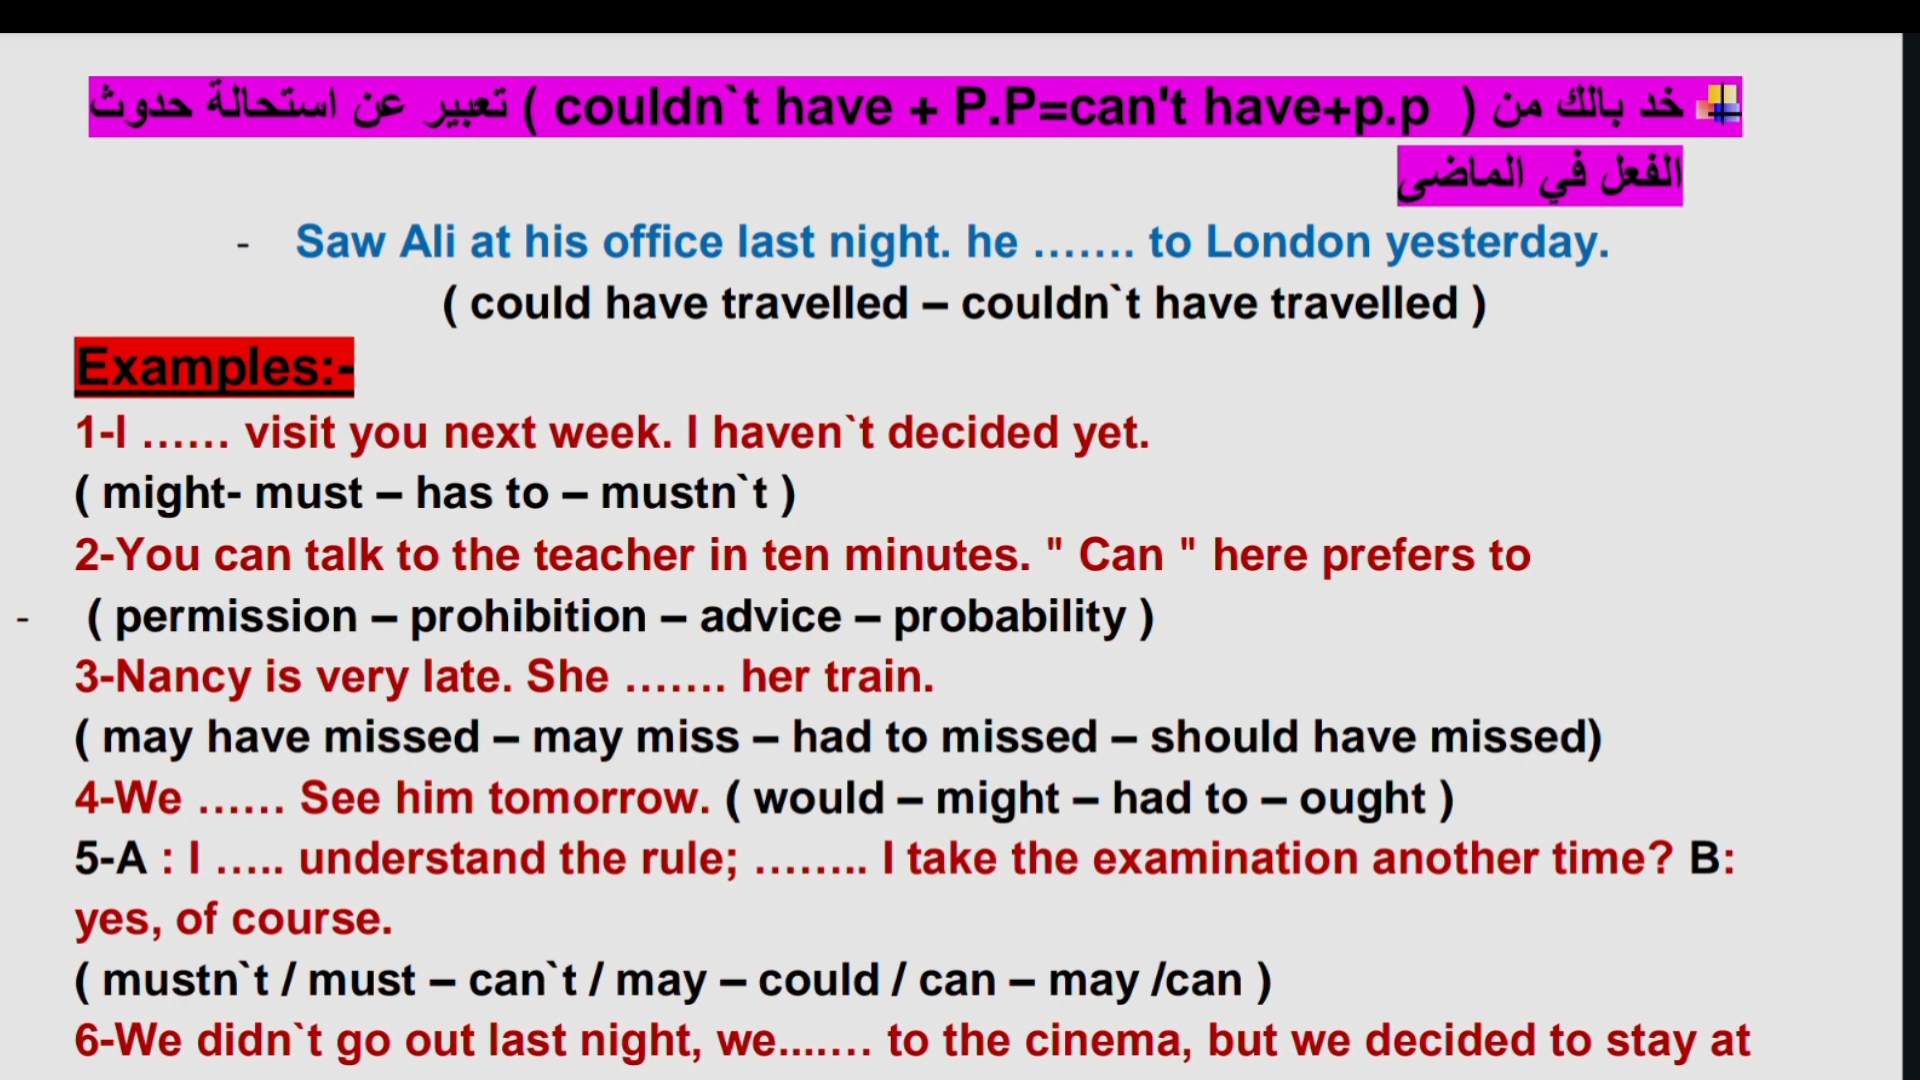 خد بالك من ( couldn`t have + P.P=can't have+p.p ) تعبير عن استحالة حدوث
الفعل في الماضى
- Saw Ali at his office last night. he ....... to London yesterday.
( could have travelled – couldn`t have travelled )
Examples:-
1-I ...... visit you next week. I haven`t decided yet.
( might- must – has to – mustn`t )
2-You can talk to the teacher in ten minutes. " Can " here prefers to
- ( permission – prohibition – advice – probability )
3-Nancy is very late. She ....... her train.
( may have missed – may miss – had to missed – should have missed)
4-We ...... See him tomorrow. ( would – might – had to – ought )
5-A : I ..... understand the rule; ........ I take the examination another time? B:
yes, of course.
( mustn`t / must – can`t / may – could / can – may /can )
6-We didn`t go out last night, we....... to the cinema, but we decided to stay at